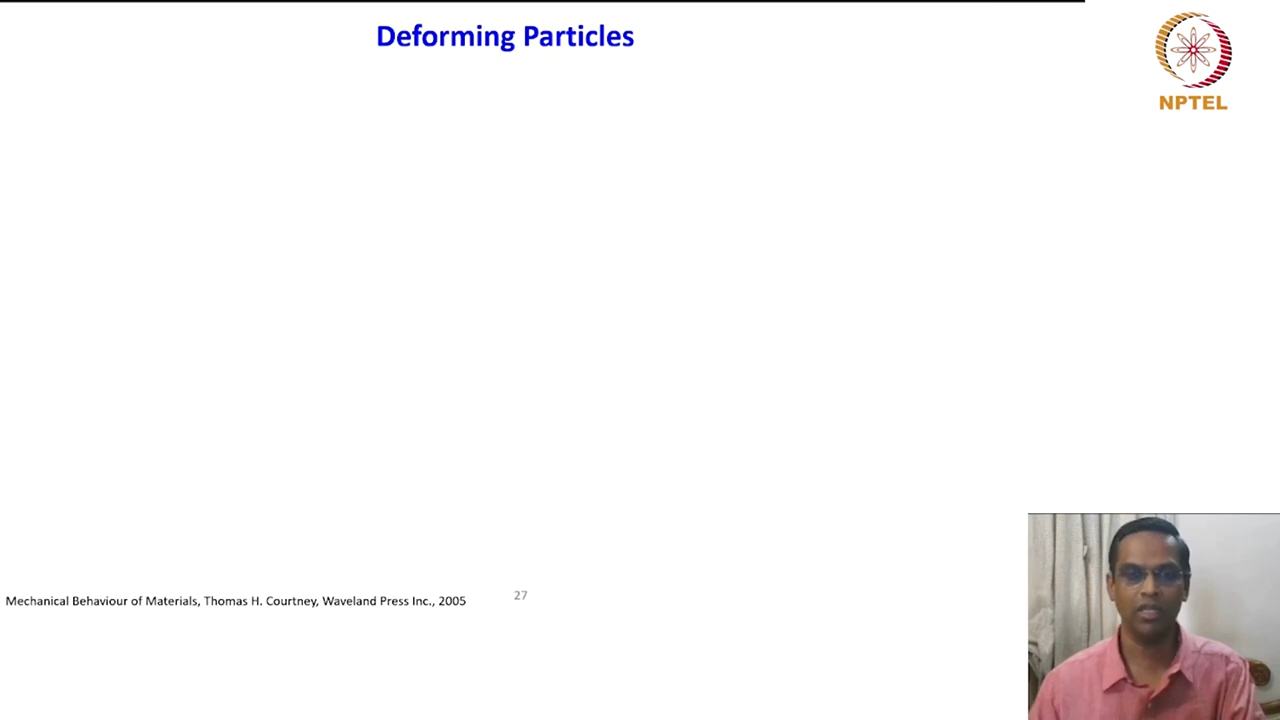 Deforming Particles
NPTEL
Mechanical Behaviour of Materials, Thomas H. Courtney, Waveland Press Inc., 2005
27